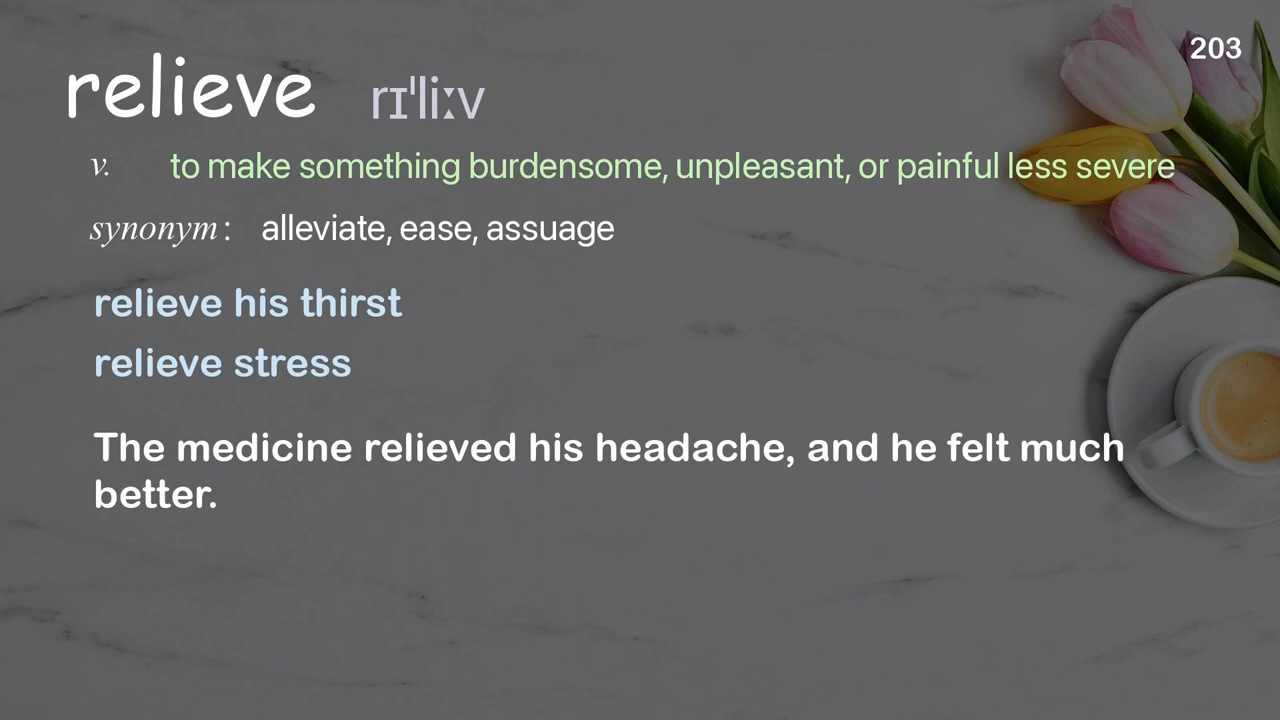 203
relieve rɪˈliːv
v. to make something burdensome, unpleasant, or painful less severe
synonym : alleviate, ease, assuage
relieve his thirst
relieve stress
The medicine relieved his headache, and he felt much
better.